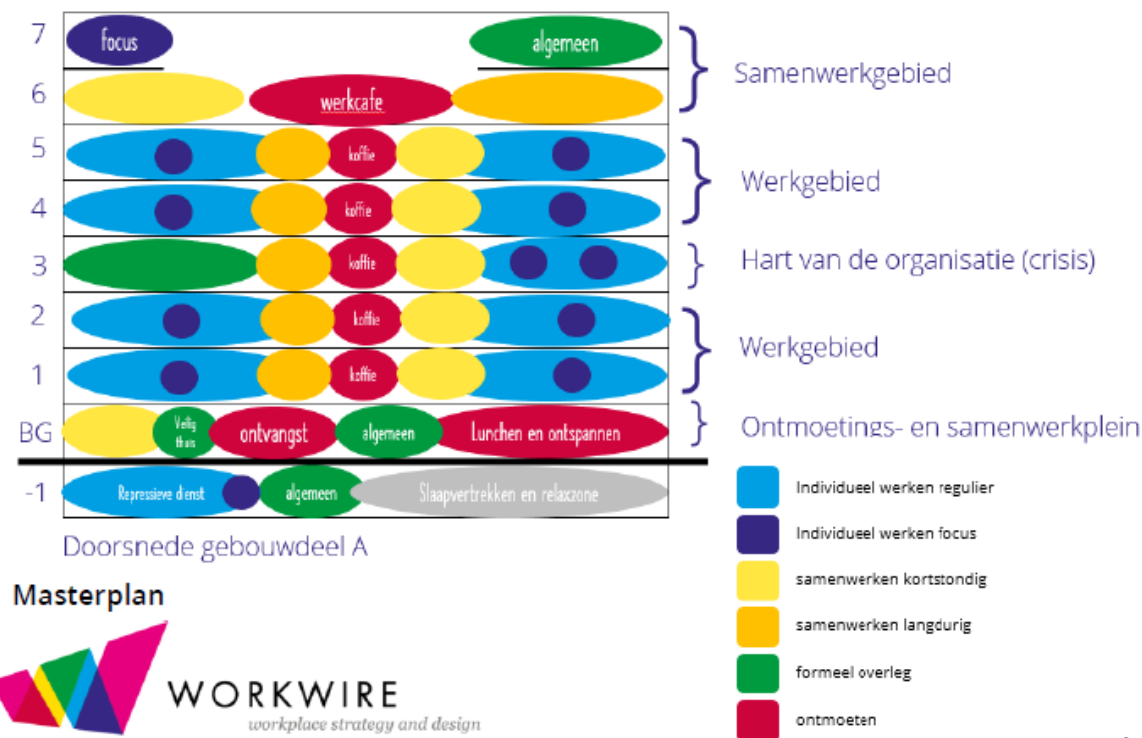 7
focus
algemeen
Samenwerkgebied
6
werkcafe
5
koffie
Werkgebied
4
koffie
3
koffie
Hart van de organisatie (crisis)
2
koffie
Werkgebied
1
koffie
BG
Veilig
thuis
ontvangst
algemeen
Lunchen en ontspannen
Ontmoetings- en samenwerkplein
-1
Repressieve dienst
algemeen
Slaapvertrekken en relaxzone
Doorsnede gebouwdeel A
Individueel werken regulier
Individueel werken focus
samenwerken kortstondig
samenwerken langdurig
formeel overleg
ontmoeten
Masterplan
WORKWIRE
workplace strategy and design